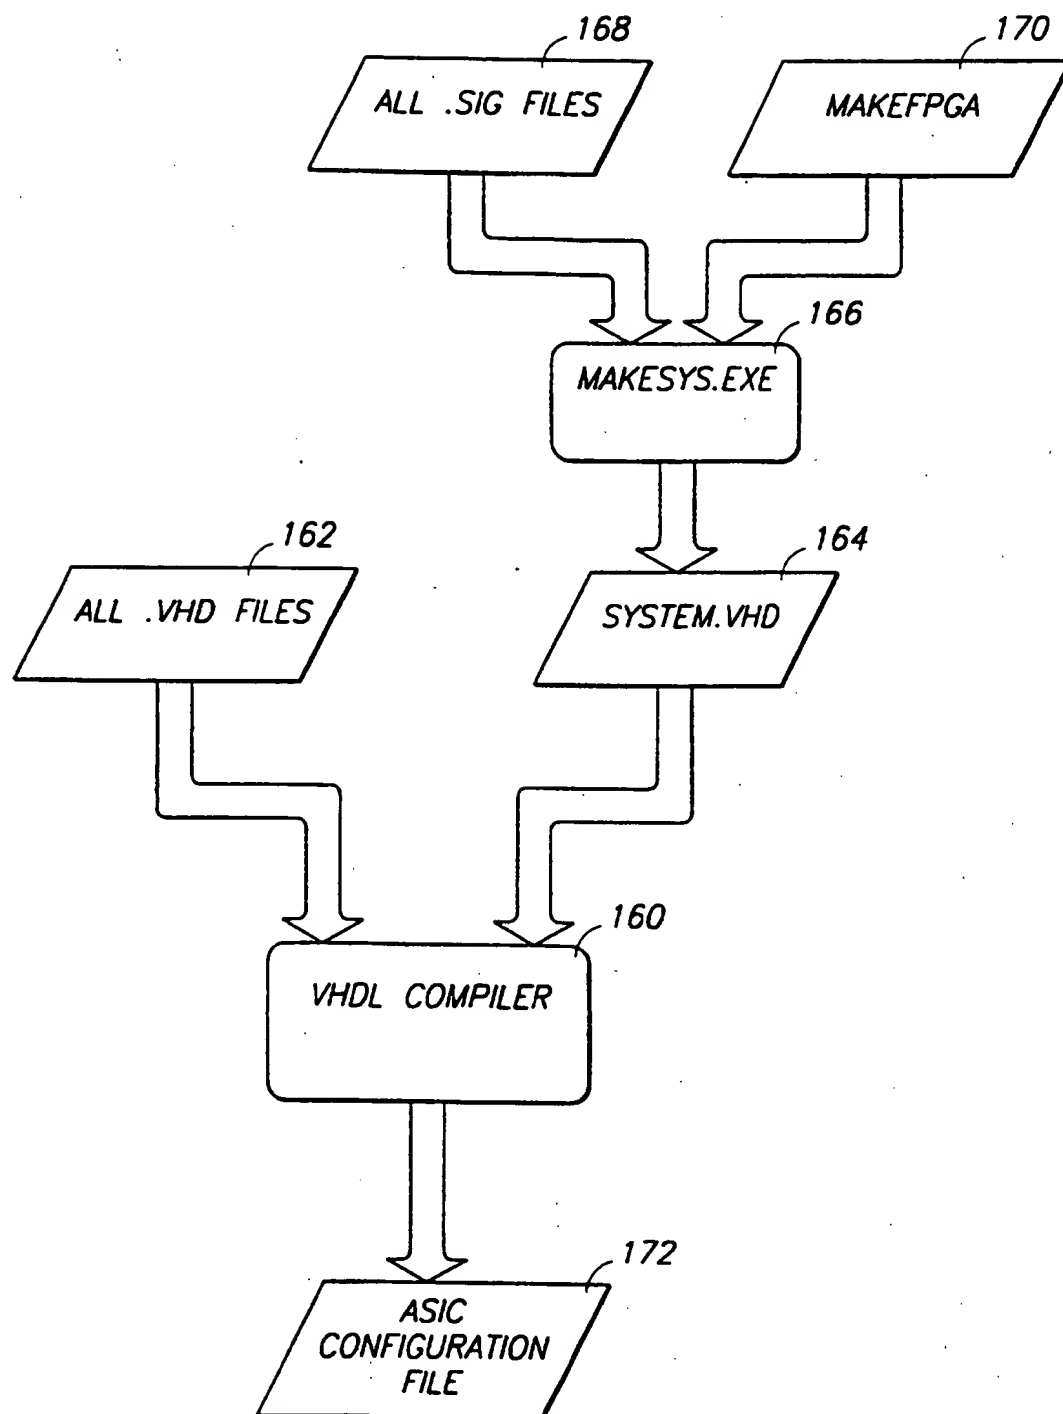 168
ALL .SIG FILES
170
MAKEFPGA
166
MAKESYS.EXE
162
ALL .VHD FILES
164
SYSTEM.VHD
160
VHDL COMPILER
172
ASIC
CONFIGURATION
FILE